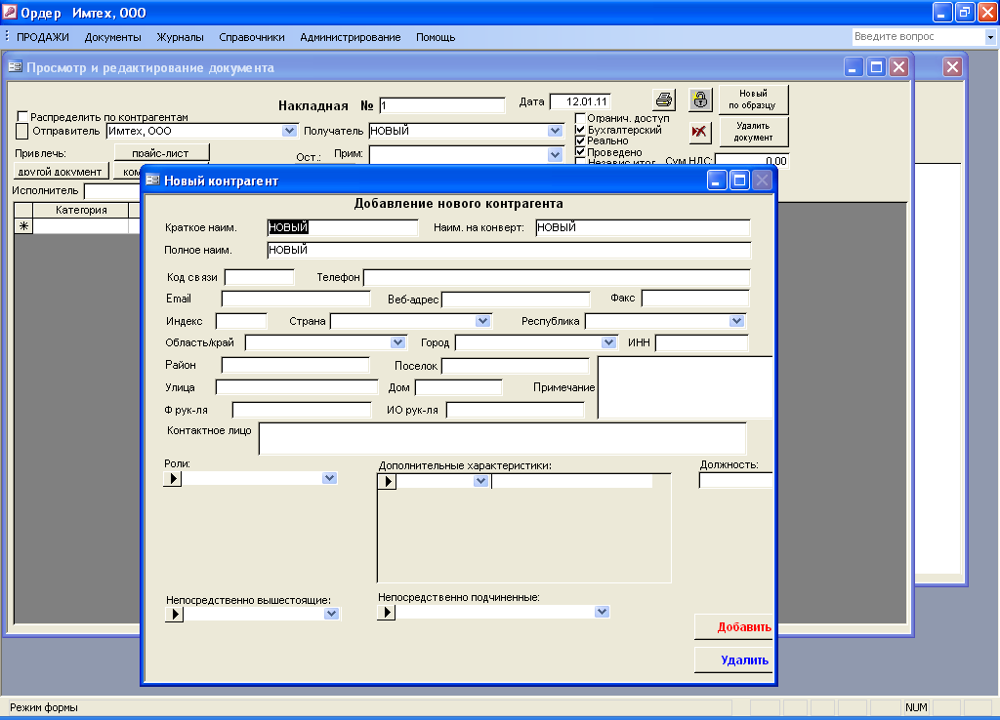 Ордер Имтех, ООО
ПРОДАЖИ Документы Журналы Справочники Администрирование Помощь Введите вопрос
Просмотр и редактирование документа
Накладная № 1 Дата 12.01.11 Новый по образцу
Распределить по контрагентам Огранич. доступ
Отправитель Имтех, ООО Получатель НОВЫЙ Бухгалтерский Удалить документ
Привлечь: прайс-лист Ост.: Прим: Реально
Проведено Сум НДС: 0,00
другой документ Независ.итог
Исполнитель
Категория
Новый контрагент
Добавление нового контрагента
Краткое наим. НОВЫЙ Наим. на конверт: НОВЫЙ
Полное наим. НОВЫЙ
Код связи Телефон
Email Веб-адрес Факс
Индекс Страна Республика
Область/край Город ИНН
Район Поселок
Улица Дом Примечание
Ф рук-ля ИО рук-ля
Контактное лицо
Роли: Дополнительные характеристики: Должность:
Непосредственно вышестоящие: Непосредственно подчиненные:
Добавить
Удалить
Режим формы NUM